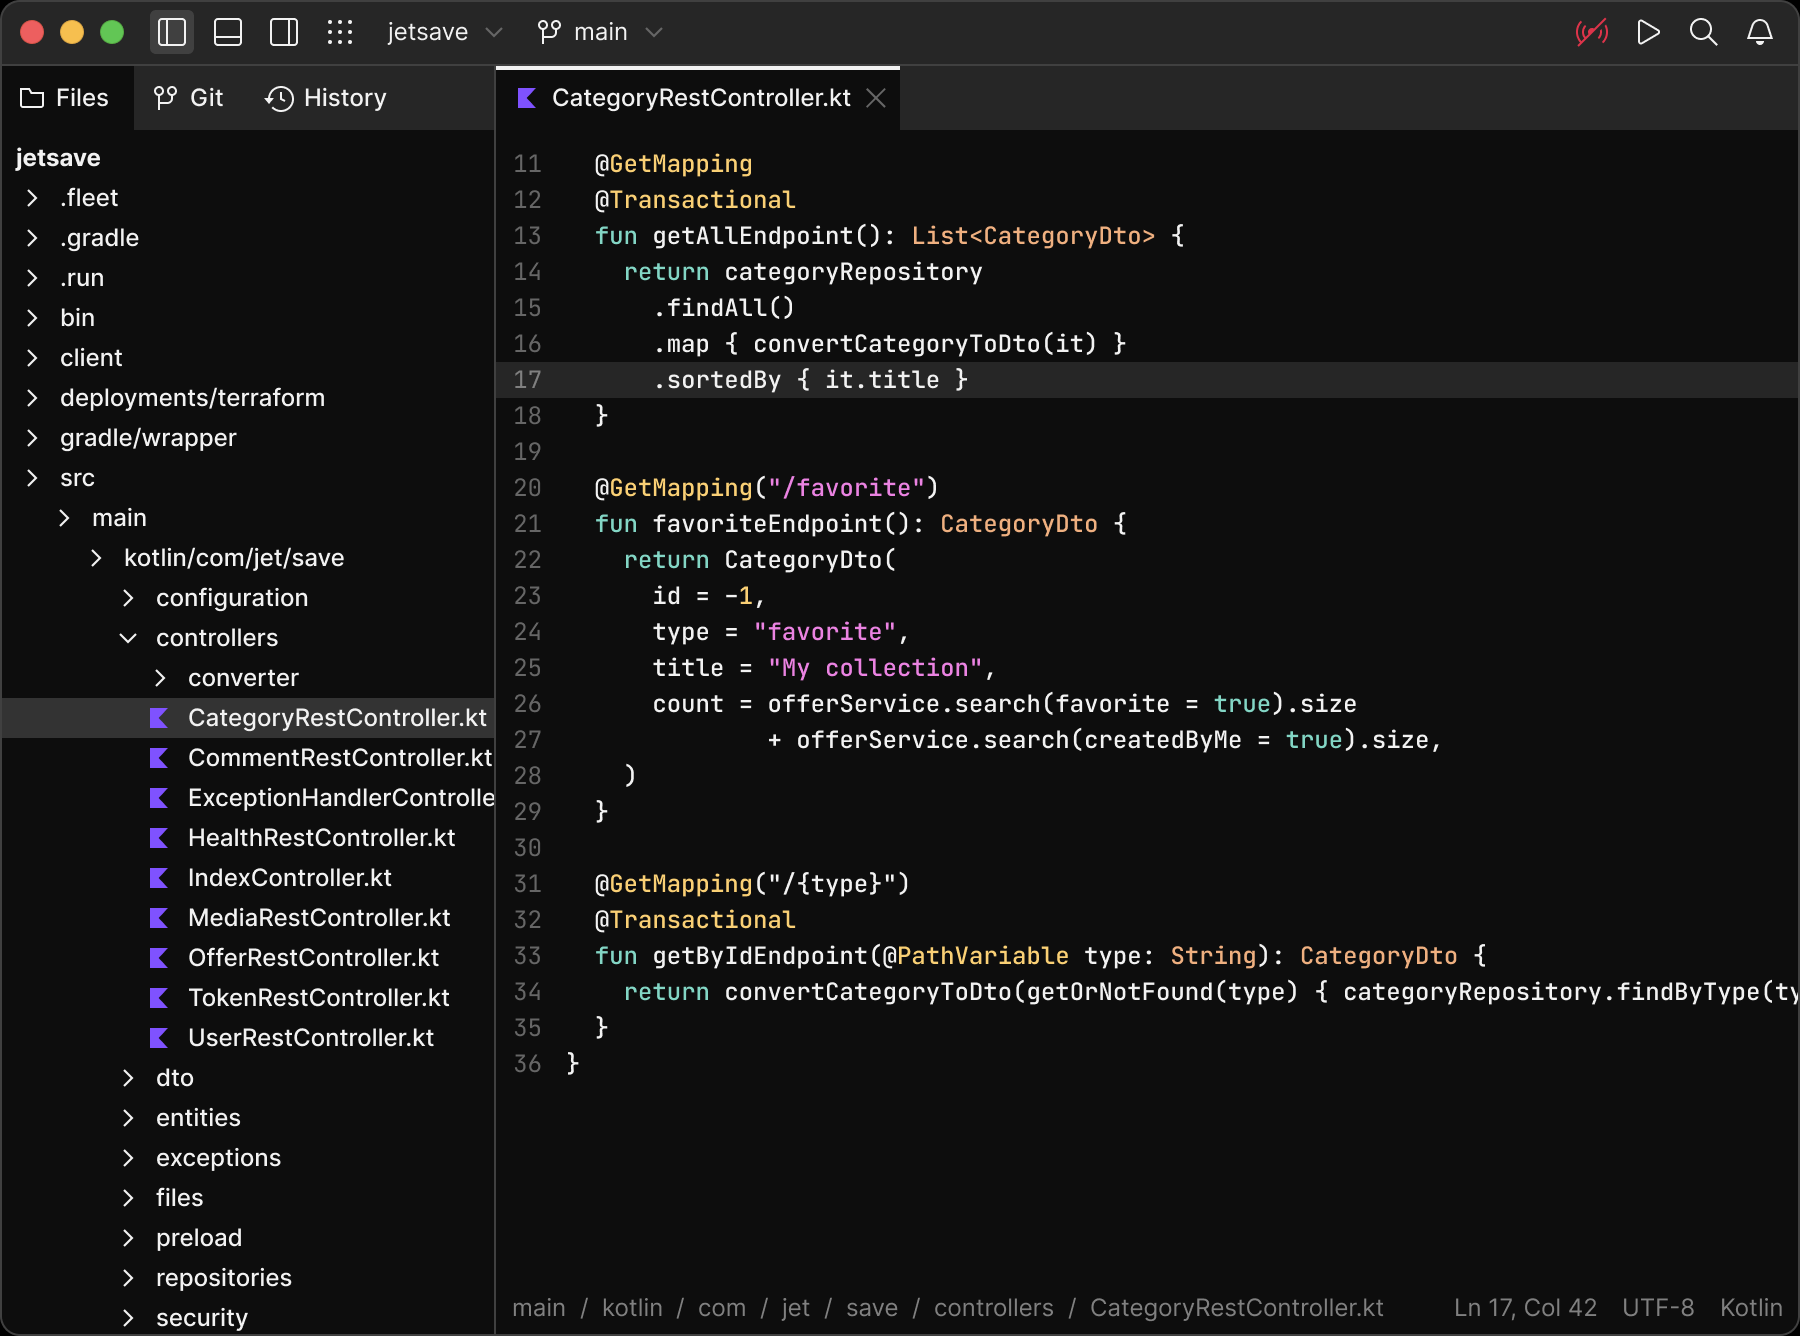 jetsave main
Files Git History
jetsave
.fleet
.gradle
.run
bin
client
deployments/terraform
gradle/wrapper
src
main
kotlin/com/jet/save
configuration
controllers
converter
CategoryRestController.kt
CommentRestController.kt
ExceptionHandlerControlle
HealthRestController.kt
IndexController.kt
MediaRestController.kt
OfferRestController.kt
TokenRestController.kt
UserRestController.kt
dto
entities
exceptions
files
preload
repositories
security
CategoryRestController.kt
11 @GetMapping
12 @Transactional
13 fun getAllEndpoint(): List<CategoryDto> {
14 return categoryRepository
15 .findAll()
16 .map { convertCategoryToDto(it) }
17 .sortedBy { it.title }
18 }
19
20 @GetMapping("/favorite")
21 fun favoriteEndpoint(): CategoryDto {
22 return CategoryDto(
23 id = -1,
24 type = "favorite",
25 title = "My collection",
26 count = offerService.search(favorite = true).size
27 + offerService.search(createdByMe = true).size,
28 )
29 }
30
31 @GetMapping("/{type}")
32 @Transactional
33 fun getByIdEndpoint(@PathVariable type: String): CategoryDto {
34 return convertCategoryToDto(getOrNotFound(type) { categoryRepository.findByType(ty
35 }
36 }
main / kotlin / com / jet / save / controllers / CategoryRestController.kt Ln 17, Col 42 UTF-8 Kotlin